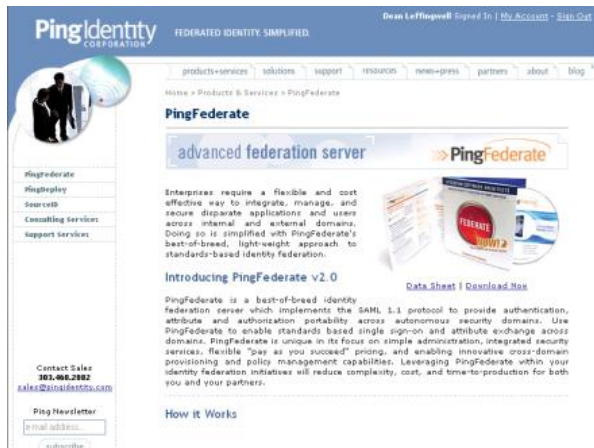 Dean Leffingwell Signed In | My Account - Sign Out
PingIdentity
CORPORATION
FEDERATED IDENTITY. SIMPLIFIED.
products+services solutions support resources news+press partners about blog
Home > Products & Services > PingFederate
PingFederate
advanced federation server
PingFederate
PingFederate
PingDeploy
SourceID
Consulting Services
Support Services
Enterprises require a flexible and cost
effective way to integrate, manage, and
secure disparate applications and users
across internal and external domains.
Doing so is simplified with PingFederate's
best-of-breed, light-weight approach to
standards-based identity federation.
FEDERATE
NOW!
Data Sheet | Download Now
Introducing PingFederate v2.0
PingFederate is a best-of-breed identity
federation server which implements the SAML 1.1 protocol to provide authentication,
attribute and authorization portability across autonomous security domains. Use
PingFederate to enable standards based single sign-on and attribute exchange across
domains. PingFederate is unique in its focus on simple administration, integrated security
services, flexible "pay as you succeed" pricing, and enabling innovative cross-domain
provisioning and policy management capabilities. Leveraging PingFederate within your
identity federation initiatives will reduce complexity, cost, and time-to-production for both
you and your partners.
How it Works
Contact Sales
303.468.2882
sales@pingidentity.com
Ping Newsletter
e-mail address...
subscribe